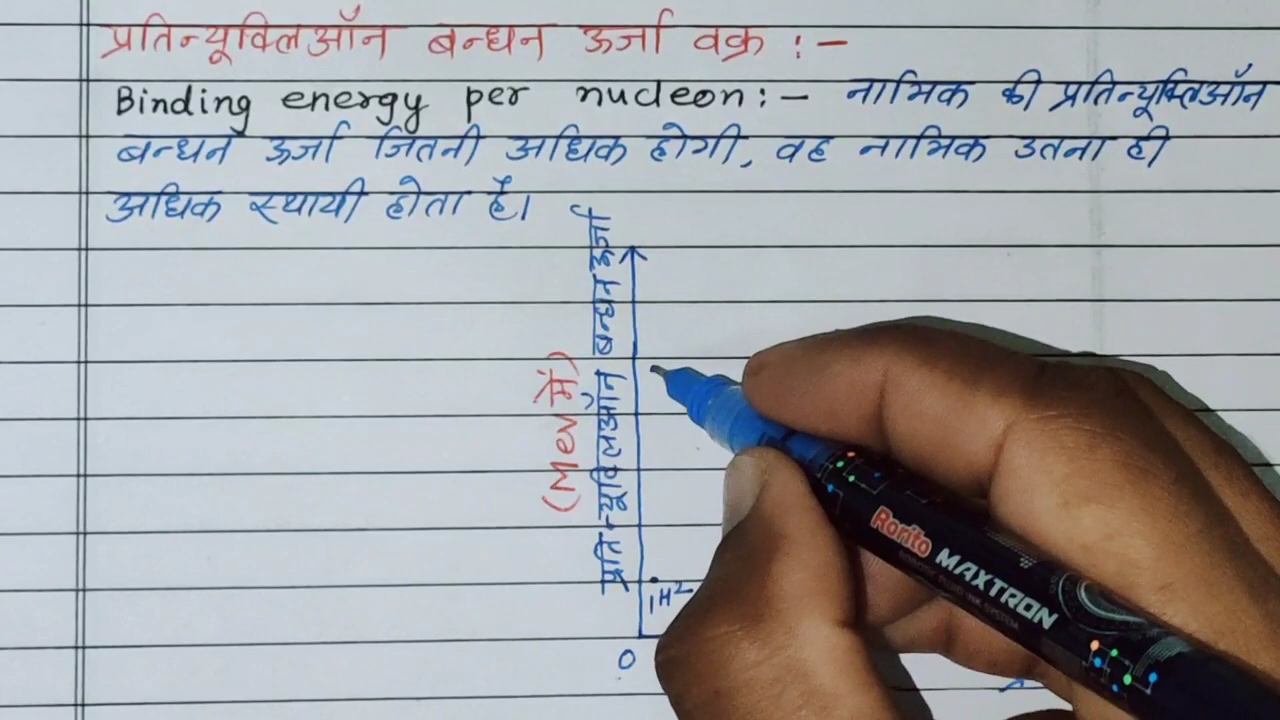 प्रतिन्यूक्लिऑन बन्धन ऊर्जा वक्र :-
Binding energy per nucleon:- नाभिक की प्रतिन्यूक्लिऑन
बन्धन ऊर्जा जितनी अधिक होगी, वह नाभिक उतना ही
अधिक स्थायी होता है।
प्रतिन्यूक्लिऑन बन्धन ऊर्जा
(Mev में)
1H2
0
Rorito MAXTRON